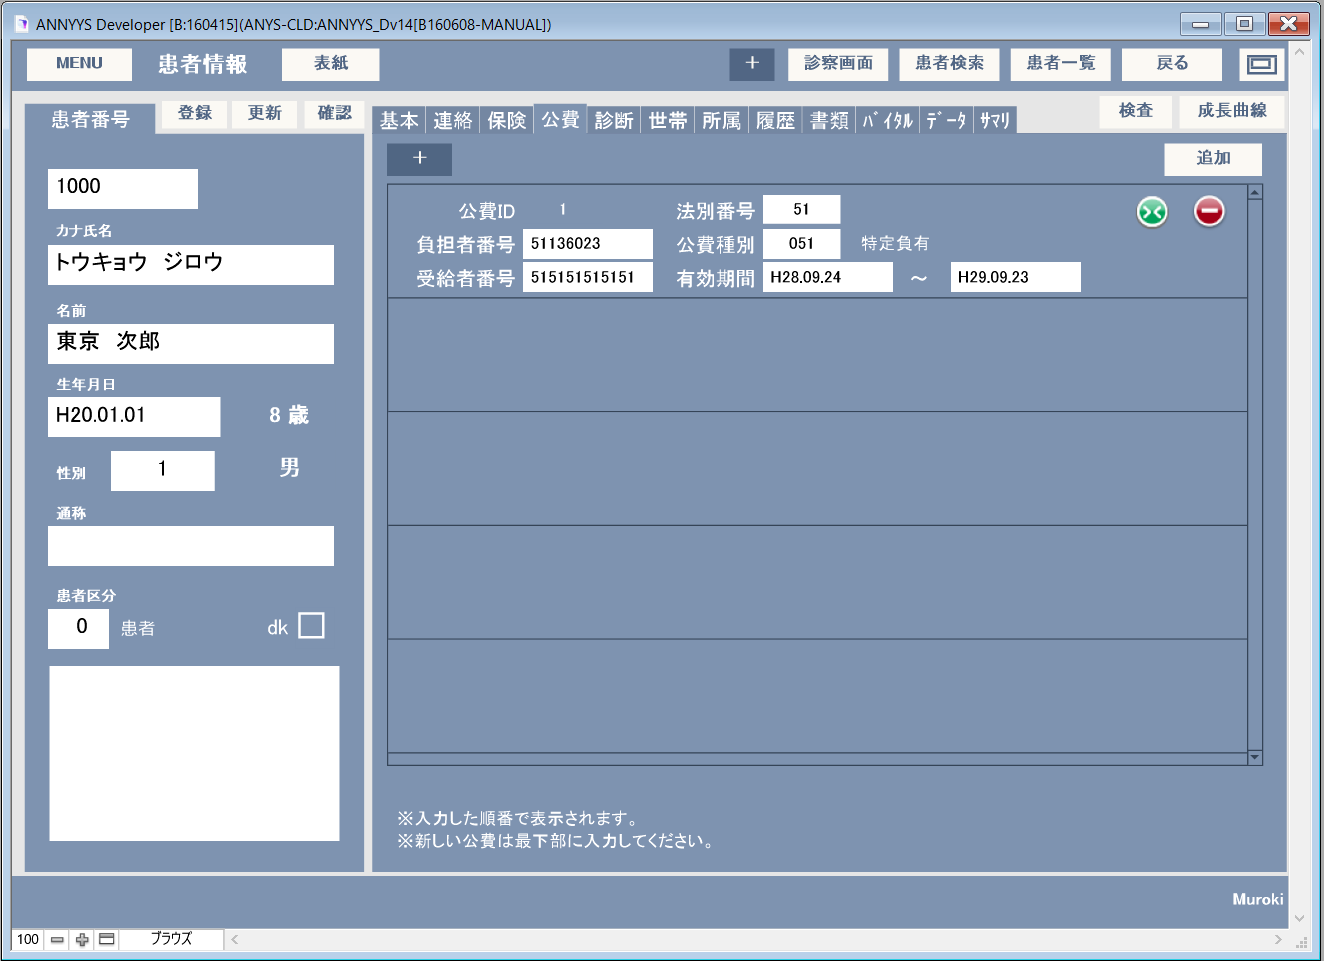 ANNYYS Developer [B:160415](ANYS-CLD:ANNYYS_Dv14[B160608-MANUAL])
MENU 患者情報 表紙 + 診察画面 患者検索 患者一覧 戻る
患者番号 登録 更新 確認
基本 連絡 保険 公費 診断 世帯 所属 履歴 書類 ﾊﾞｲﾀﾙ ﾃﾞｰﾀ ｻﾏﾘ 検査 成長曲線
1000
カナ氏名
トウキョウ ジロウ
名前
東京 次郎
生年月日
H20.01.01 8 歳
性別 1 男
通称
患者区分
0 患者 dk
+ 追加
公費ID 1 法別番号 51
負担者番号 51136023 公費種別 051 特定負有
受給者番号 515151515151 有効期間 H28.09.24 ～ H29.09.23
※入力した順番で表示されます。
※新しい公費は最下部に入力してください。
Muroki
100 ブラウズ